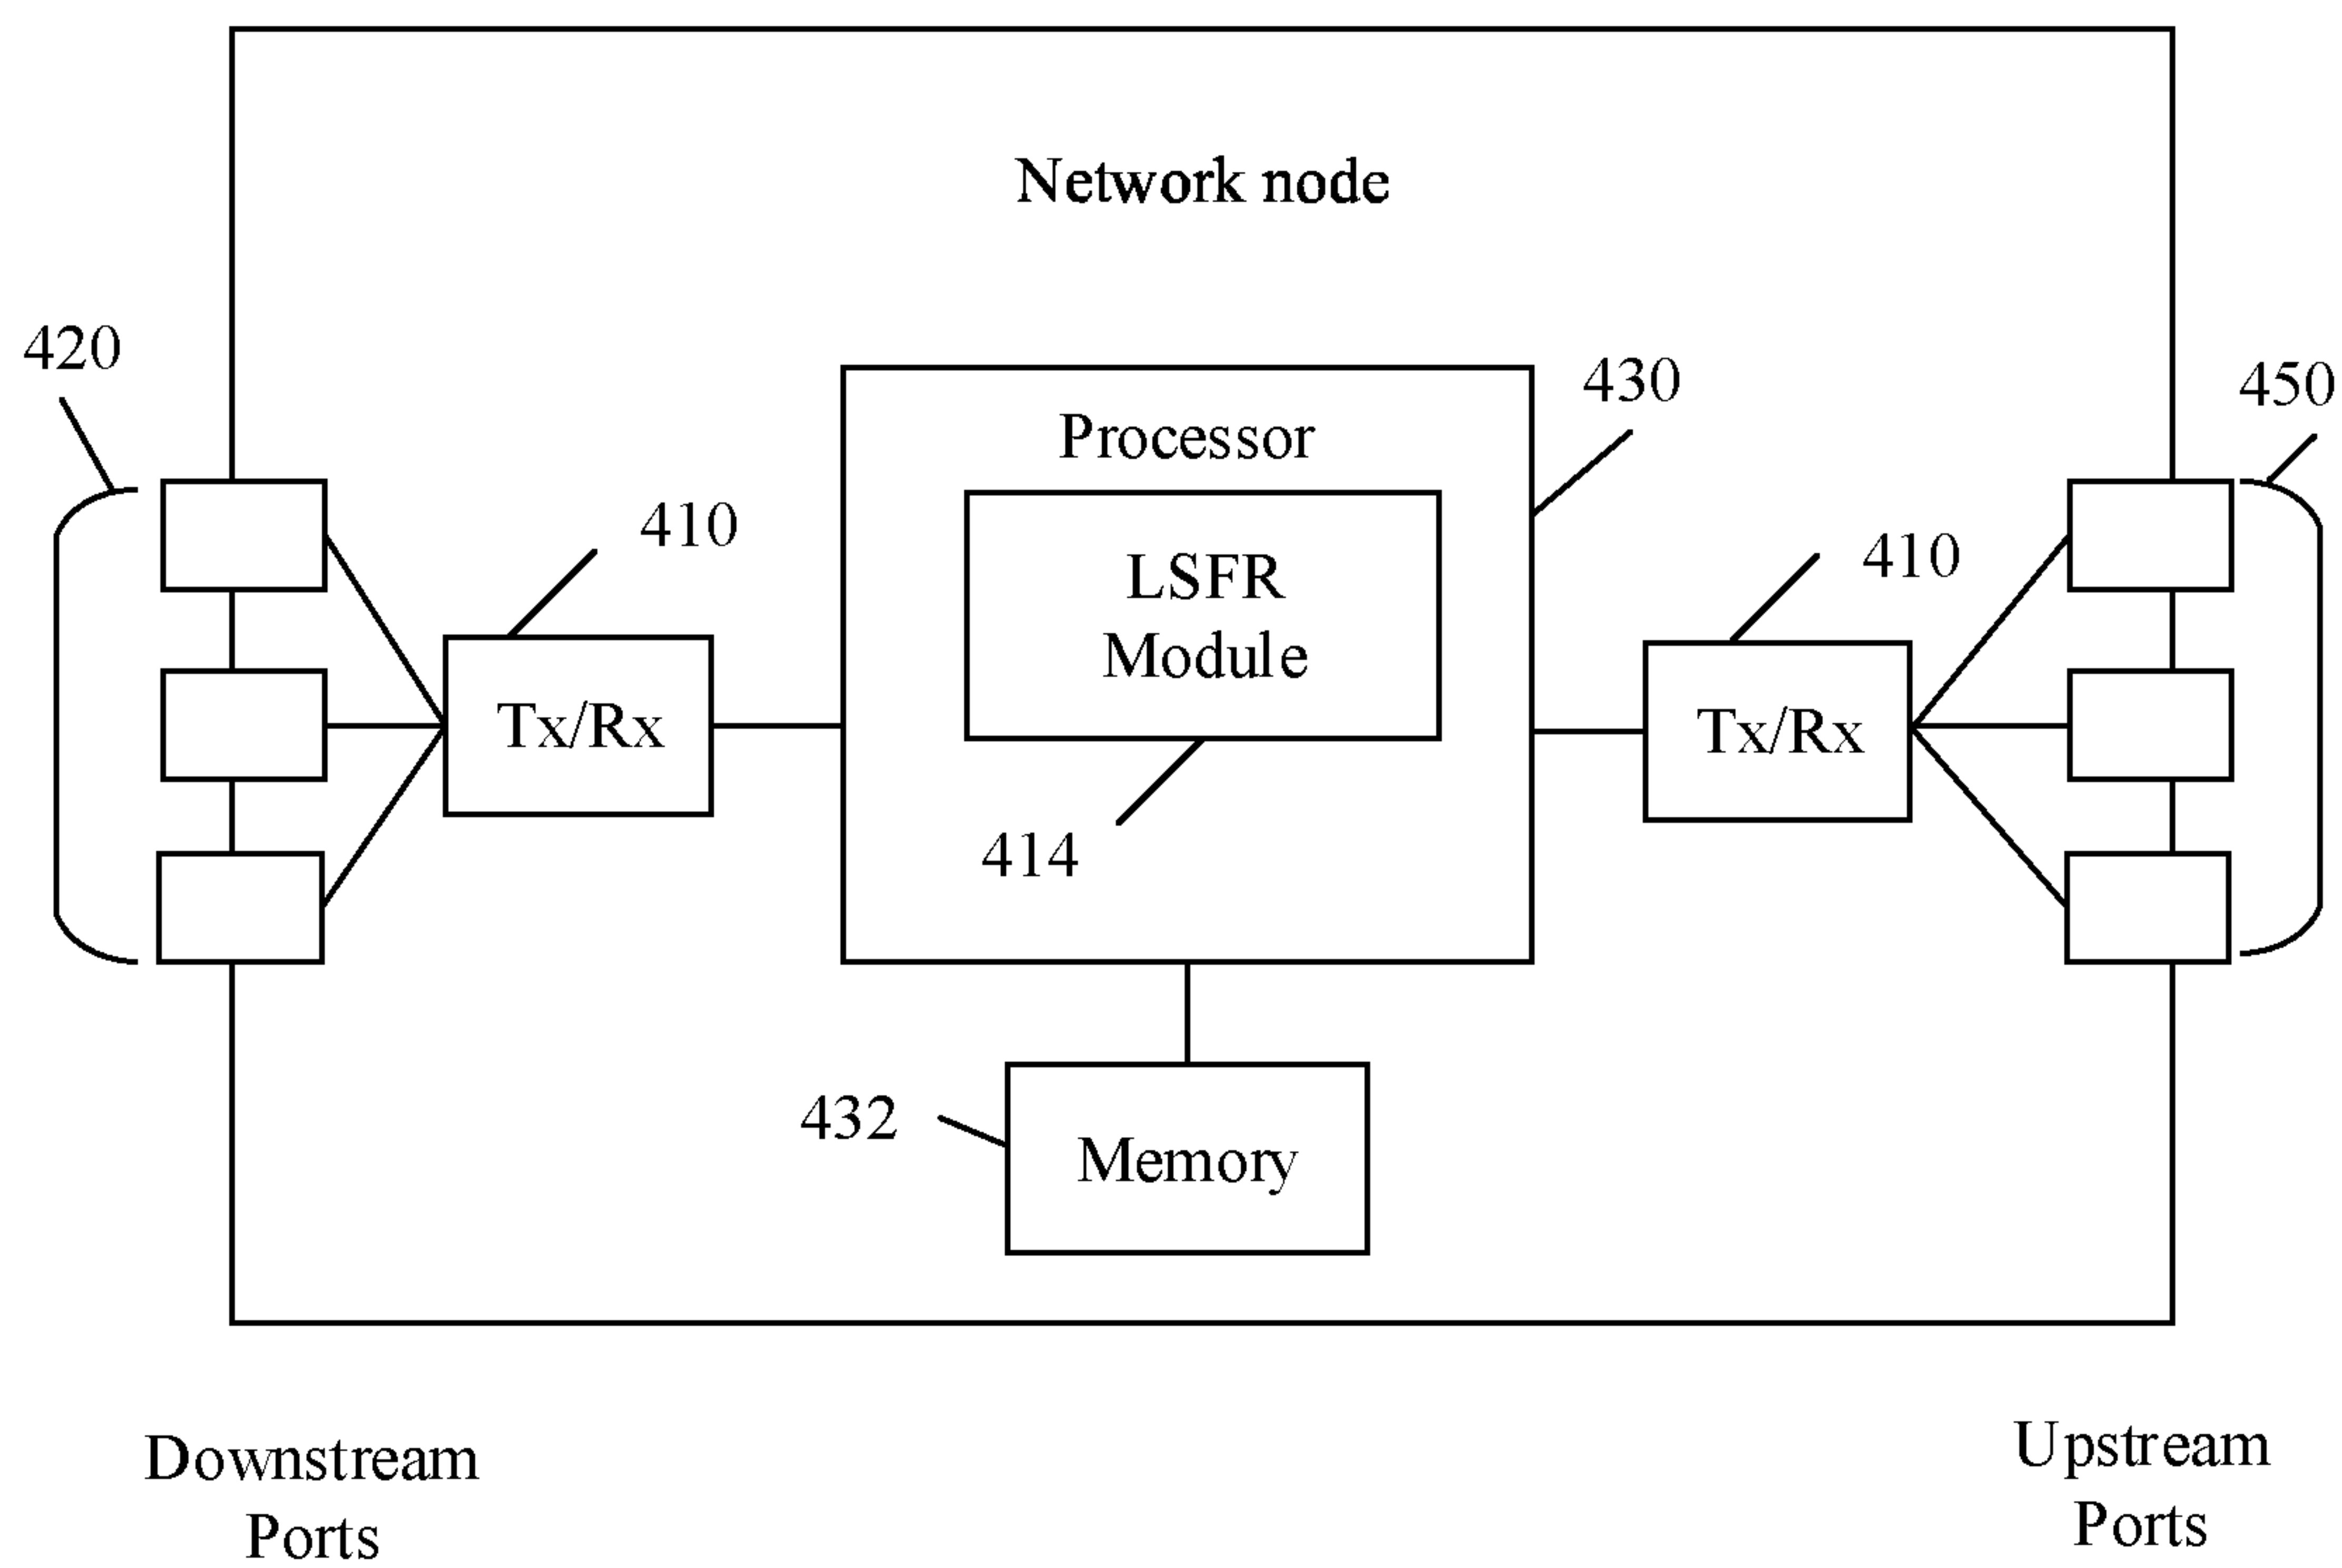 Network node
420
430
450
Processor
410
LSFR
Module
410
Tx/Rx
Tx/Rx
414
432
Memory
Downstream
Ports
Upstream
Ports